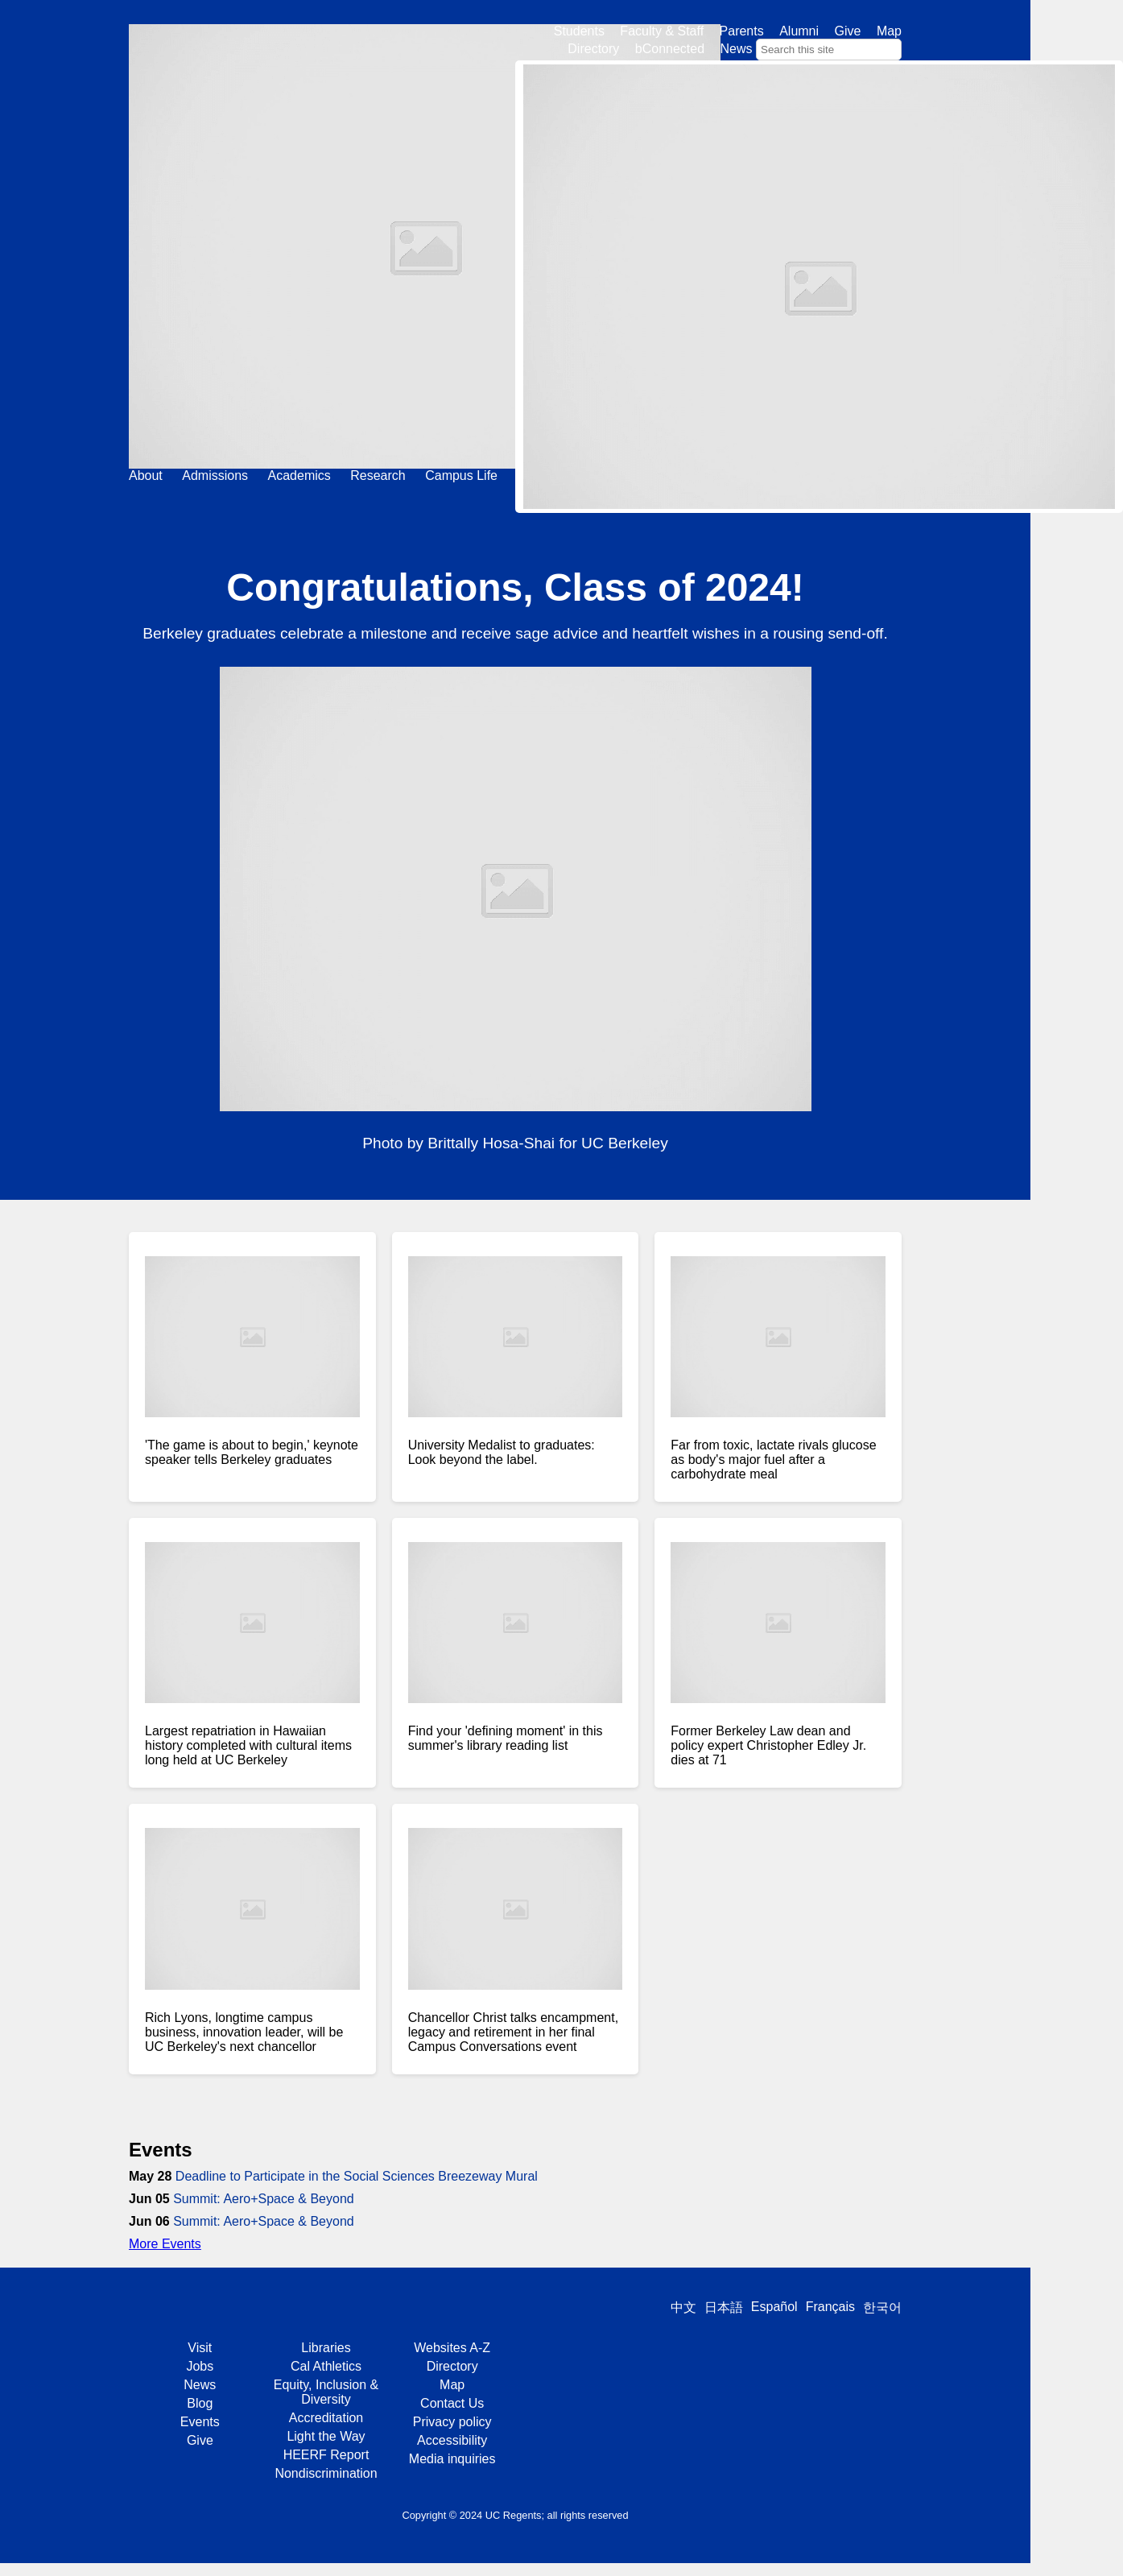 Students Faculty & Staff Parents Alumni Give Map
Directory bConnected News Search this site
About Admissions Academics Research Campus Life
Congratulations, Class of 2024!
Berkeley graduates celebrate a milestone and receive sage advice and heartfelt wishes in a rousing send-off.
Photo by Brittally Hosa-Shai for UC Berkeley
'The game is about to begin,' keynote
speaker tells Berkeley graduates
University Medalist to graduates:
Look beyond the label.
Far from toxic, lactate rivals glucose
as body's major fuel after a
carbohydrate meal
Largest repatriation in Hawaiian
history completed with cultural items
long held at UC Berkeley
Find your 'defining moment' in this
summer's library reading list
Former Berkeley Law dean and
policy expert Christopher Edley Jr.
dies at 71
Rich Lyons, longtime campus
business, innovation leader, will be
UC Berkeley's next chancellor
Chancellor Christ talks encampment,
legacy and retirement in her final
Campus Conversations event
Events
May 28 Deadline to Participate in the Social Sciences Breezeway Mural
Jun 05 Summit: Aero+Space & Beyond
Jun 06 Summit: Aero+Space & Beyond
More Events
中文 日本語 Español Français 한국어
Visit
Jobs
News
Blog
Events
Give
Libraries
Cal Athletics
Equity, Inclusion &
Diversity
Accreditation
Light the Way
HEERF Report
Nondiscrimination
Websites A-Z
Directory
Map
Contact Us
Privacy policy
Accessibility
Media inquiries
Copyright © 2024 UC Regents; all rights reserved